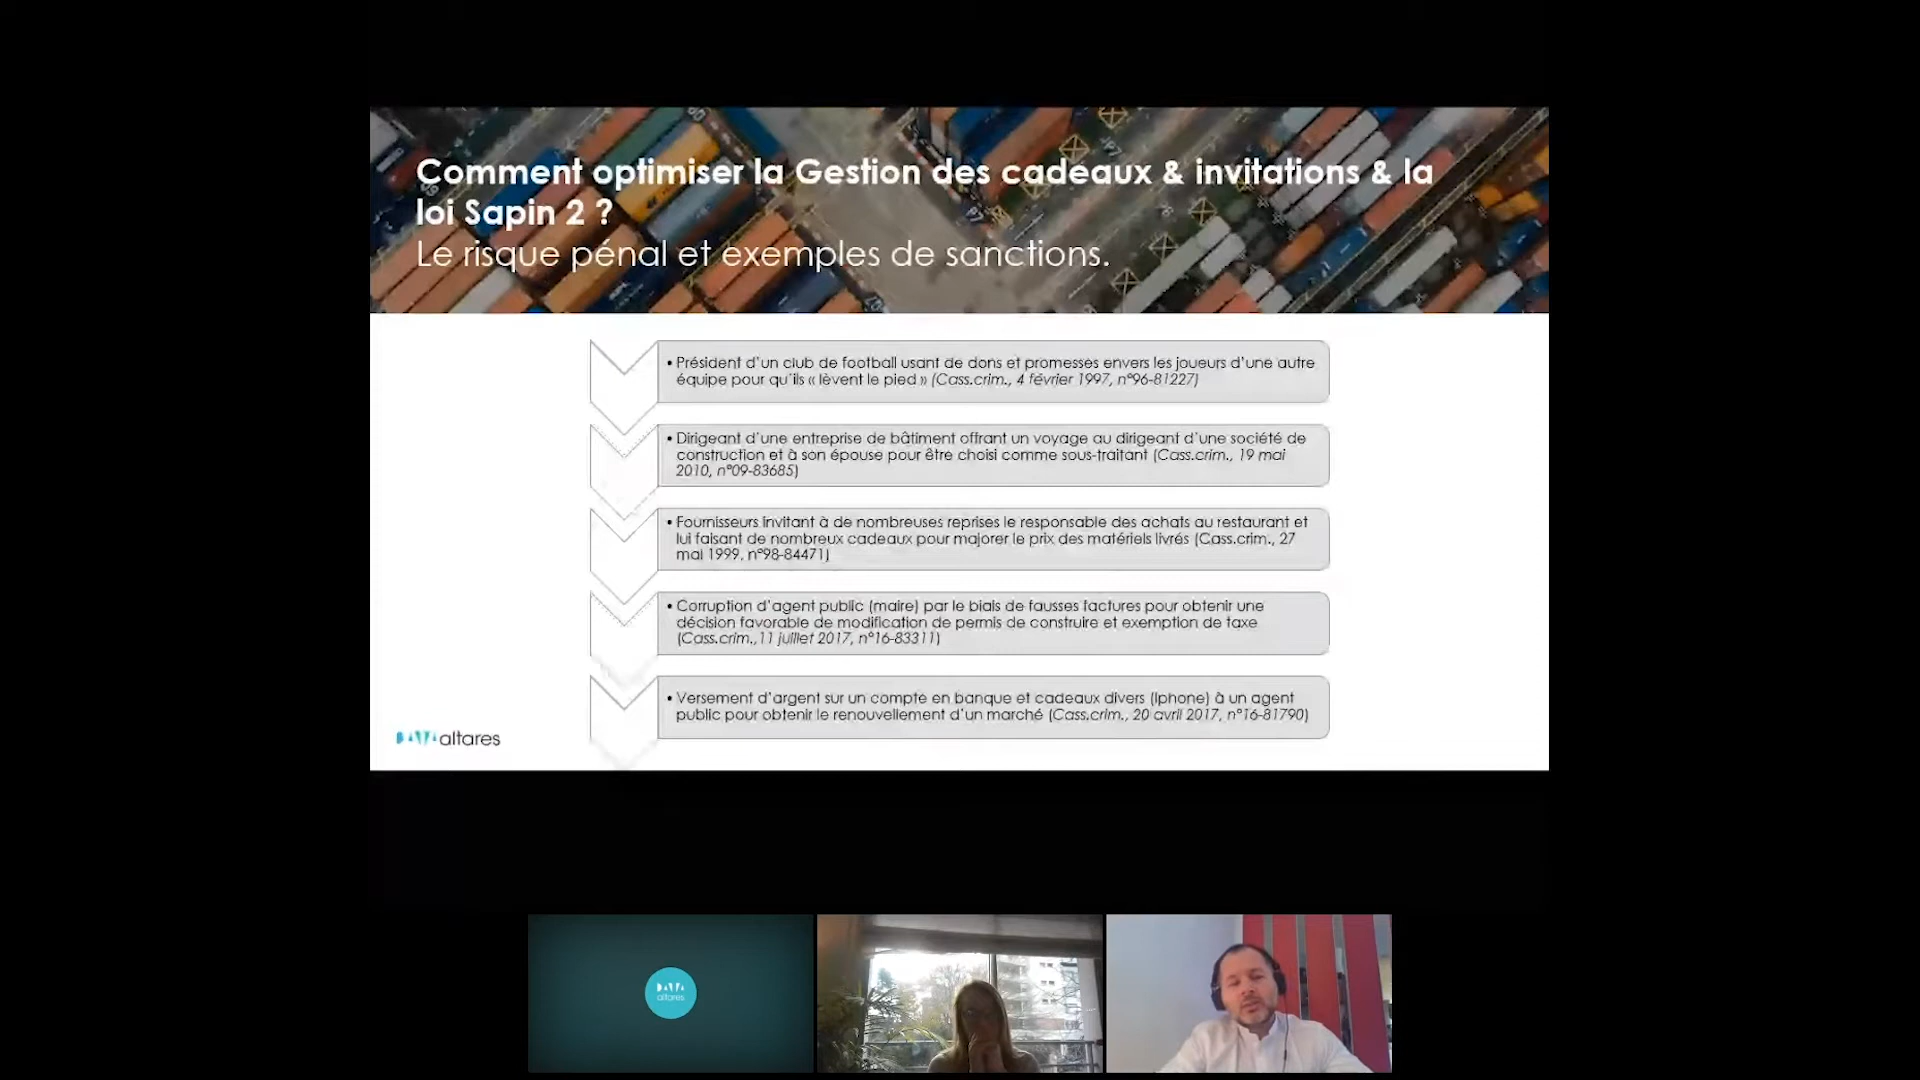 Comment optimiser la Gestion des cadeaux & invitations & la
loi Sapin 2 ?
Le risque pénal et exemples de sanctions.
• Président d'un club de football usant de dons et promesses envers les joueurs d'une autre
équipe pour qu'ils « lèvent le pied » (Cass.crim., 4 février 1997, n°96-81227)
• Dirigeant d'une entreprise de bâtiment offrant un voyage au dirigeant d'une société de
construction et à son épouse pour être choisi comme sous-traitant (Cass.crim., 19 mai
2010, n°09-83685)
• Fournisseurs invitant à de nombreuses reprises le responsable des achats au restaurant et
lui faisant de nombreux cadeaux pour majorer le prix des matériels livrés (Cass.crim., 27
mai 1999, n°98-84471)
• Corruption d'agent public (maire) par le biais de fausses factures pour obtenir une
décision favorable de modification de permis de construire et exemption de taxe
(Cass.crim.,11 juillet 2017, n°16-83311)
• Versement d'argent sur un compte en banque et cadeaux divers (Iphone) à un agent
public pour obtenir le renouvellement d'un marché (Cass.crim., 20 avril 2017, n°16-81790)
DATA altares
DATA
altares